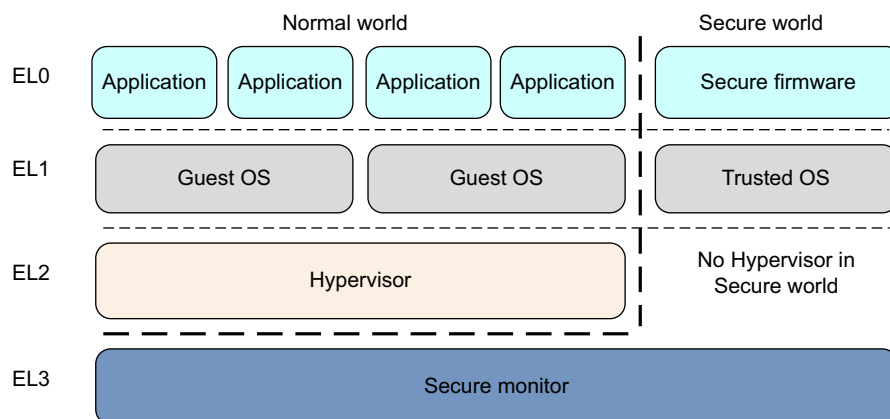 Normal world
Secure world
EL0
Application
Application
Application
Application
Secure firmware
EL1
Guest OS
Guest OS
Trusted OS
EL2
Hypervisor
No Hypervisor in
Secure world
EL3
Secure monitor